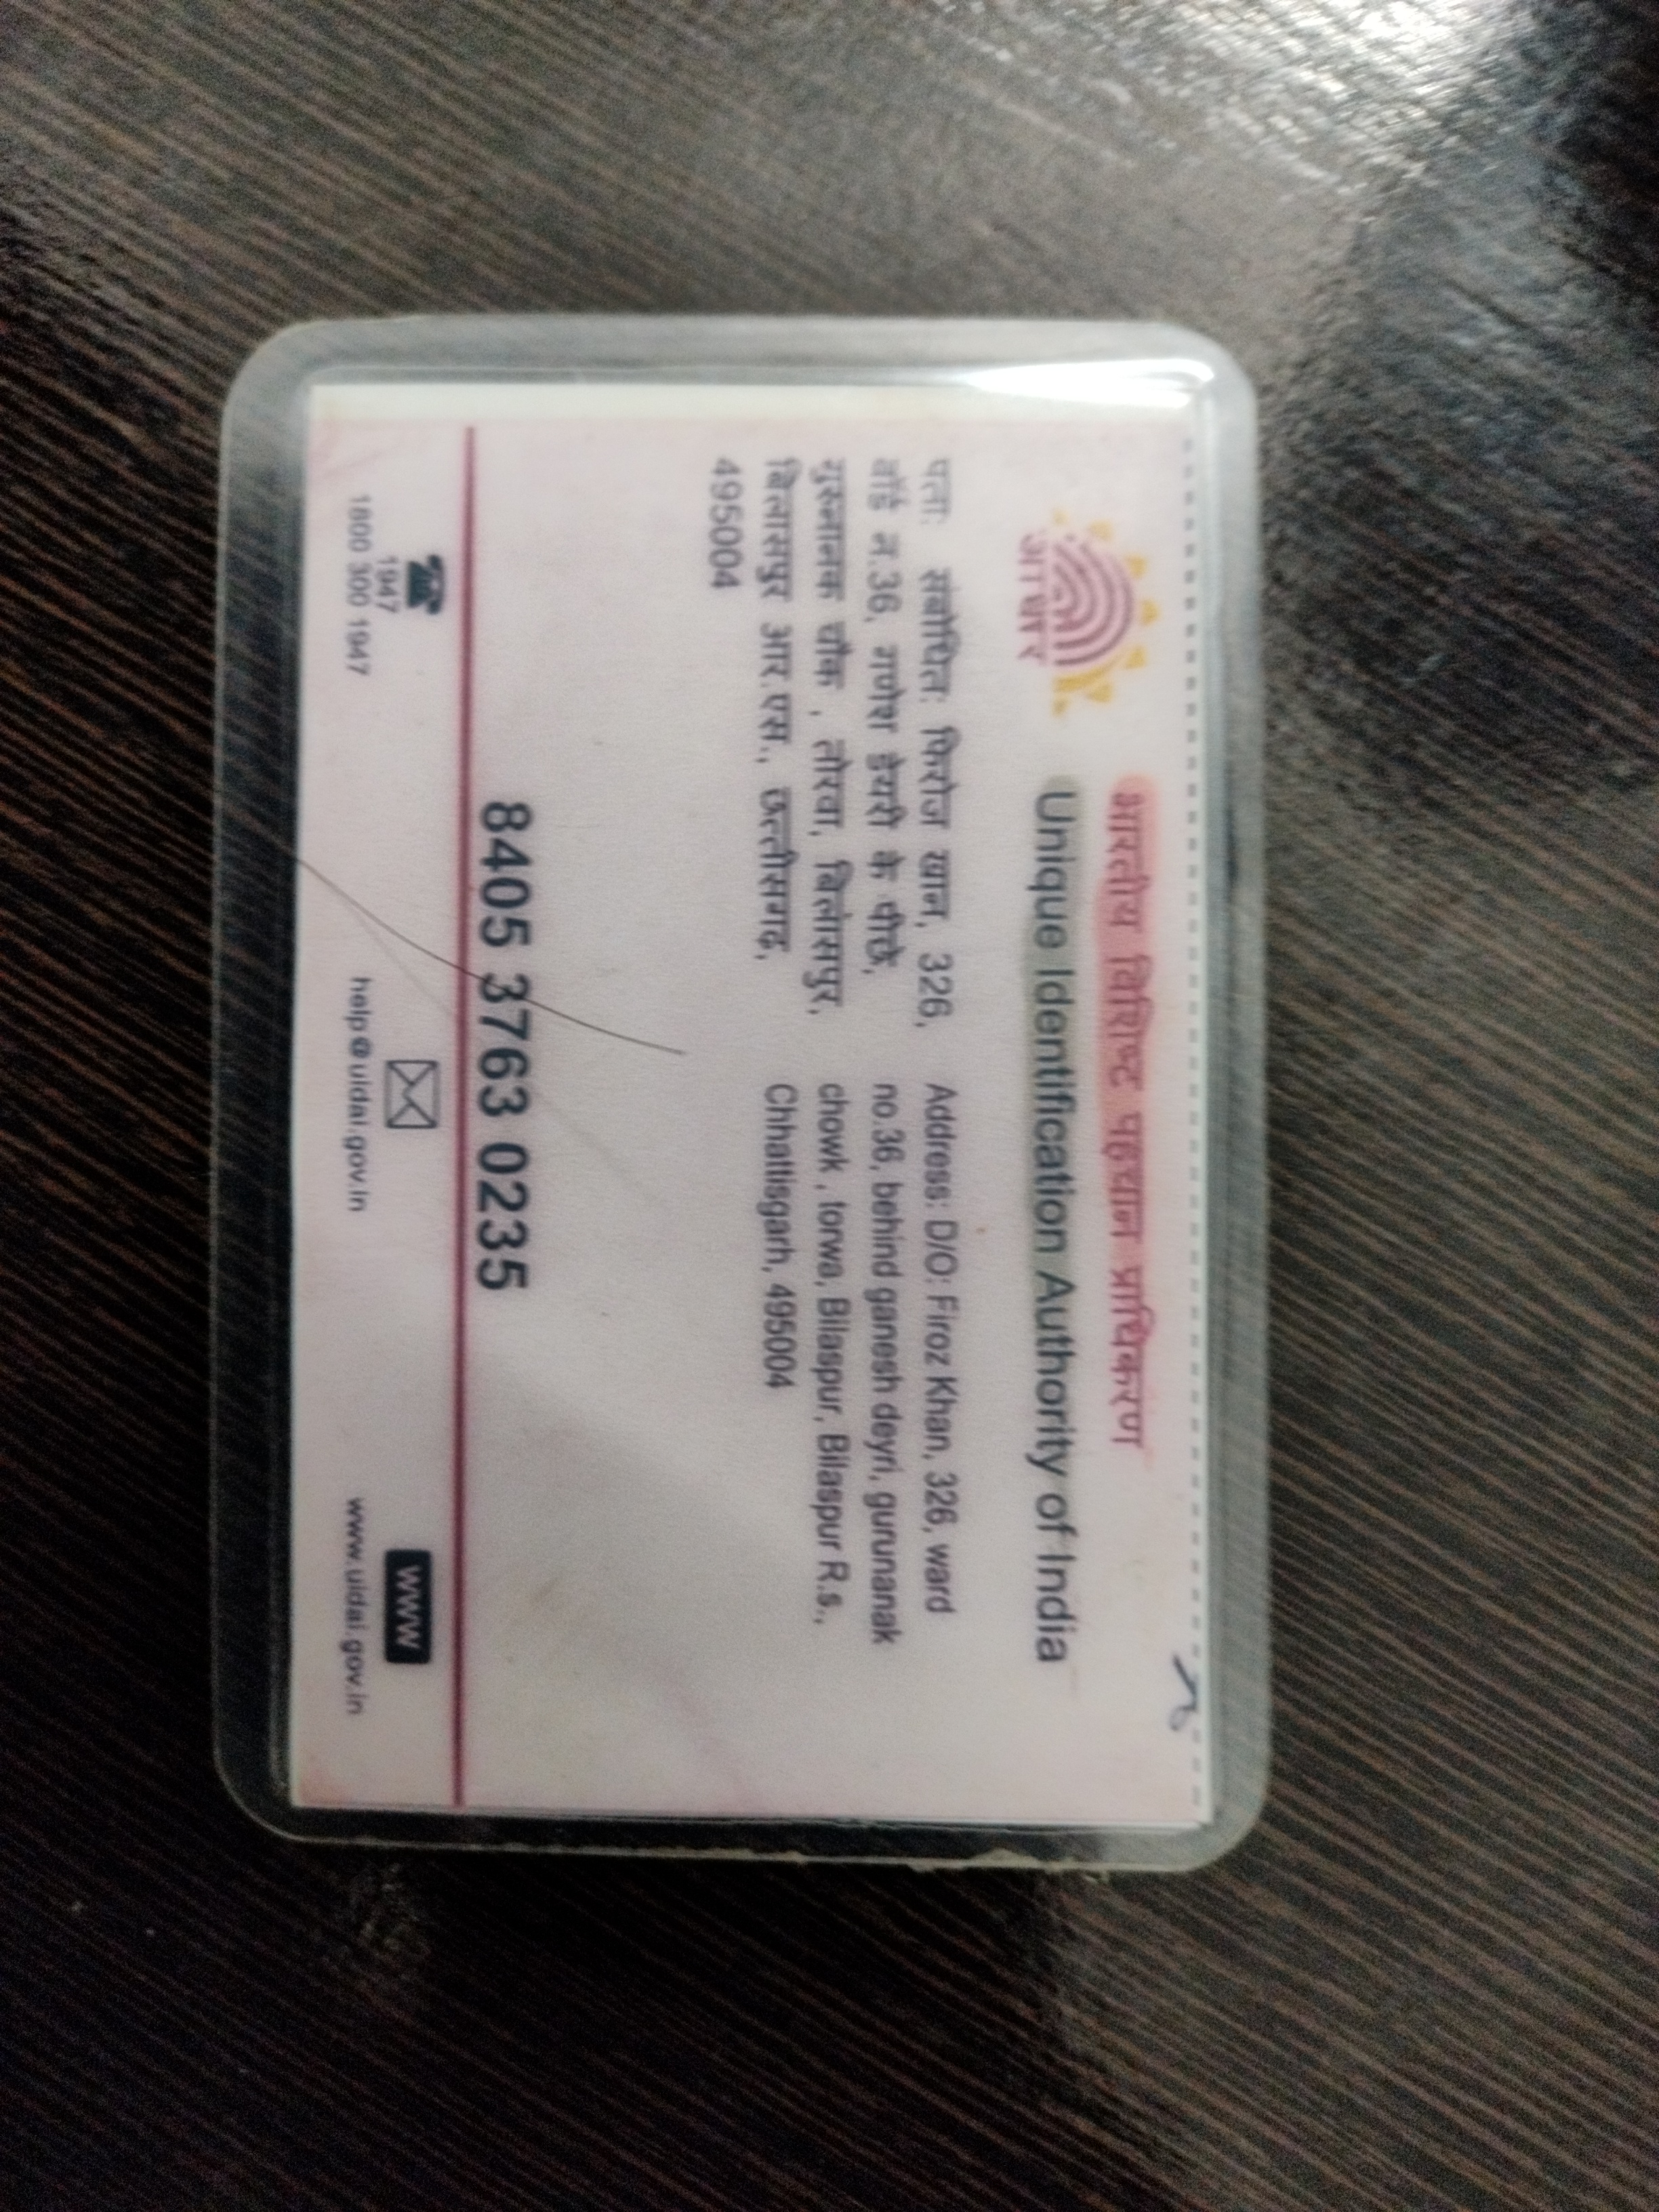 भारतीय विशिष्ट पहचान प्राधिकरण
Unique Identification Authority of India
आधार
पता: संबोधित: फिरोज खान, 326,
वॉर्ड न.36, गणेश डेयरी के पीछे,
गुरुनानक चौक , तोरवा, बिलासपुर,
बिलासपुर आर.एस., छत्तीसगढ़,
495004
Address: D/O: Firoz Khan, 326, ward
no.36, behind ganesh deyri, gurunanak
chowk , torwa, Bilaspur, Bilaspur R.s.,
Chhattisgarh, 495004
8405 3763 0235
1947
1800 300 1947
help@uidai.gov.in
www
www.uidai.gov.in